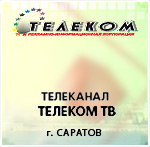 ТЕЛЕКОМ
РЕКЛАМНО-ИНФОРМАЦИОННАЯ КОРПОРАЦИЯ
ТЕЛЕКАНАЛ
ТЕЛЕКОМ ТВ
г. САРАТОВ